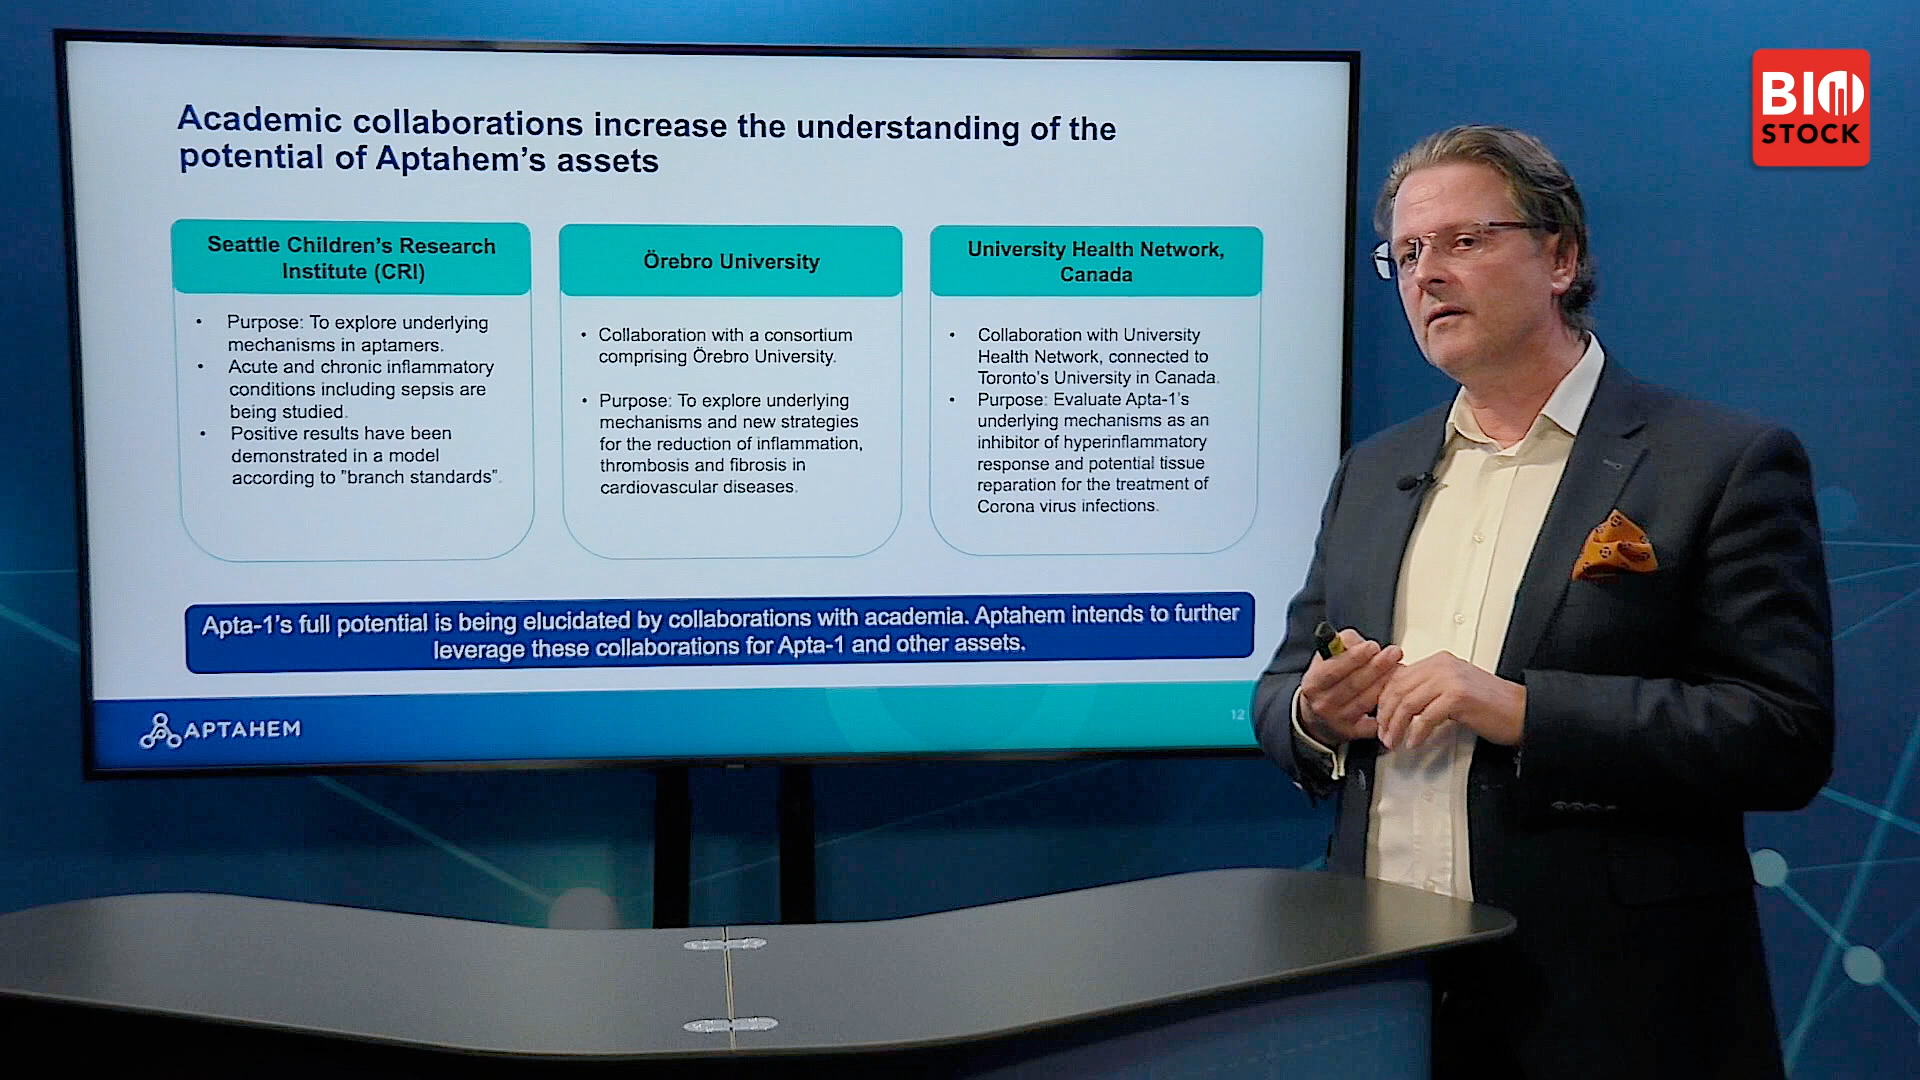 BIO
STOCK
Academic collaborations increase the understanding of the
potential of Aptahem’s assets
Seattle Children’s Research
Institute (CRI)
• Purpose: To explore underlying
mechanisms in aptamers.
• Acute and chronic inflammatory
conditions including sepsis are
being studied.
• Positive results have been
demonstrated in a model
according to ”branch standards”.
Örebro University
• Collaboration with a consortium
comprising Örebro University.
• Purpose: To explore underlying
mechanisms and new strategies
for the reduction of inflammation,
thrombosis and fibrosis in
cardiovascular diseases.
University Health Network,
Canada
• Collaboration with University
Health Network, connected to
Toronto’s University in Canada.
• Purpose: Evaluate Apta-1’s
underlying mechanisms as an
inhibitor of hyperinflammatory
response and potential tissue
reparation for the treatment of
Corona virus infections.
Apta-1’s full potential is being elucidated by collaborations with academia. Aptahem intends to further
leverage these collaborations for Apta-1 and other assets.
APTAHEM
12